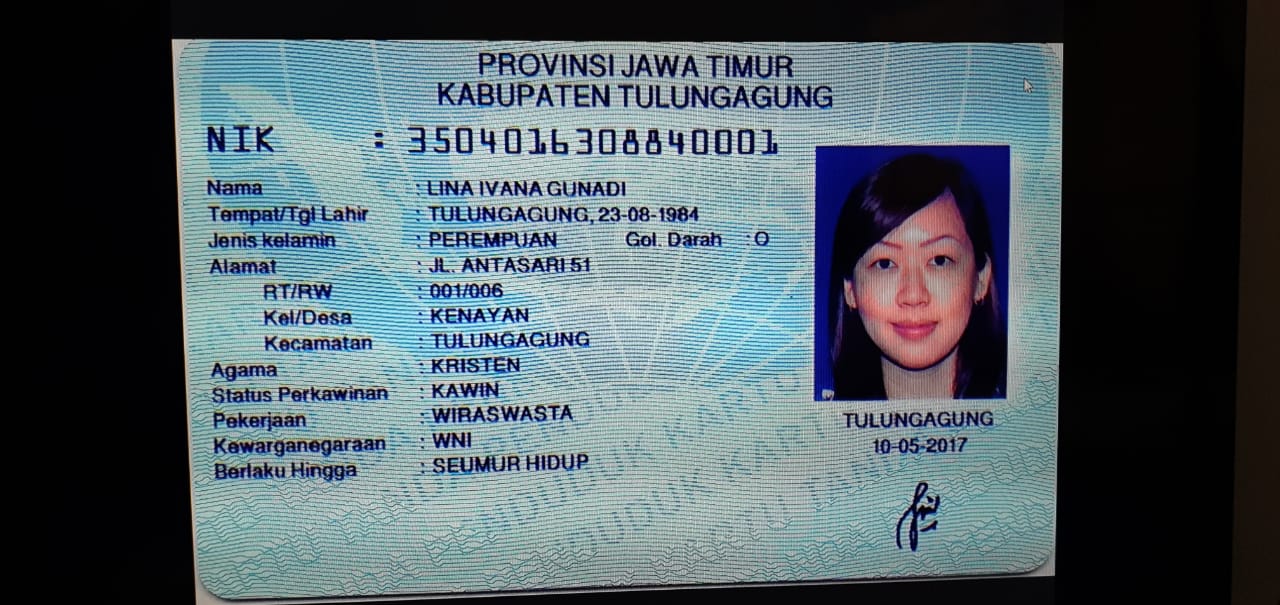 PROVINSI JAWA TIMUR
KABUPATEN TULUNGAGUNG
NIK : 3504016308840001
Nama : LINA IVANA GUNADI
Tempat/Tgl Lahir : TULUNGAGUNG, 23-08-1984
Jenis kelamin : PEREMPUAN Gol. Darah : O
Alamat : JL. ANTASARI 51
RT/RW : 001/006
Kel/Desa : KENAYAN
Kecamatan : TULUNGAGUNG
Agama : KRISTEN
Status Perkawinan : KAWIN
Pekerjaan : WIRASWASTA
Kewarganegaraan : WNI
Berlaku Hingga : SEUMUR HIDUP
TULUNGAGUNG
10-05-2017